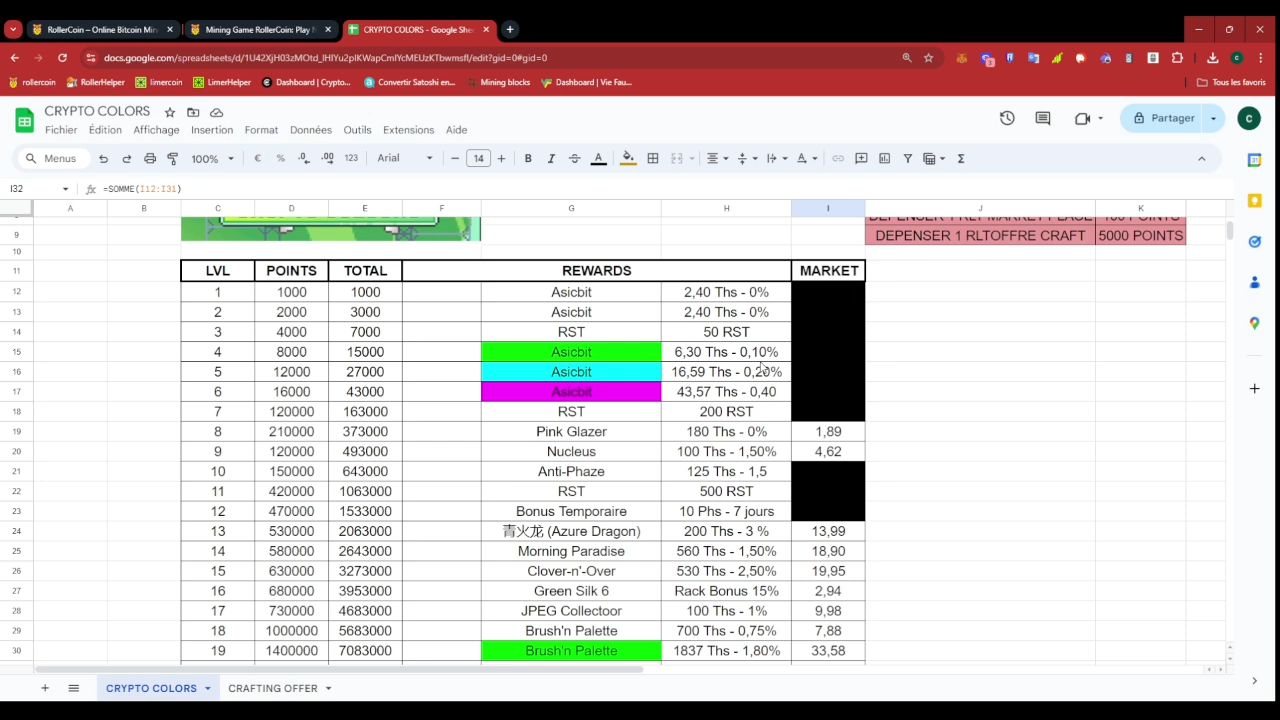 RollerCoin – Online Bitcoin Min
Mining Game RollerCoin: Play N
CRYPTO COLORS - Google She
docs.google.com/spreadsheets/d/1U42XjH03zMOtd_lHlYu2pIKWapCmlYcMEUzKTbwmsfI/edit?gid=0#gid=0
rollercoin
RollerHelper
limercoin
LimerHelper
Dashboard | Crypto...
Convertir Satoshi en...
Mining blocks
Dashboard | Vie Fau...
Tous les favoris
CRYPTO COLORS
Fichier Édition Affichage Insertion Format Données Outils Extensions Aide
Partager
C
Menus 100% € % .0 .00 123 Arial 14 B I
I32 =SOMME(I12:I31)
A B C D E F G H I J K
DEPENSER 1 RLT MARKET PLACE 100 POINTS
9 DEPENSER 1 RLTOFFRE CRAFT 5000 POINTS
10
11 LVL POINTS TOTAL REWARDS MARKET
12 1 1000 1000 Asicbit 2,40 Ths - 0%
13 2 2000 3000 Asicbit 2,40 Ths - 0%
14 3 4000 7000 RST 50 RST
15 4 8000 15000 Asicbit 6,30 Ths - 0,10%
16 5 12000 27000 Asicbit 16,59 Ths - 0,20%
17 6 16000 43000 Asicbit 43,57 Ths - 0,40
18 7 120000 163000 RST 200 RST
19 8 210000 373000 Pink Glazer 180 Ths - 0% 1,89
20 9 120000 493000 Nucleus 100 Ths - 1,50% 4,62
21 10 150000 643000 Anti-Phaze 125 Ths - 1,5
22 11 420000 1063000 RST 500 RST
23 12 470000 1533000 Bonus Temporaire 10 Phs - 7 jours
24 13 530000 2063000 青火龙 (Azure Dragon) 200 Ths - 3 % 13,99
25 14 580000 2643000 Morning Paradise 560 Ths - 1,50% 18,90
26 15 630000 3273000 Clover-n'-Over 530 Ths - 2,50% 19,95
27 16 680000 3953000 Green Silk 6 Rack Bonus 15% 2,94
28 17 730000 4683000 JPEG Collectoor 100 Ths - 1% 9,98
29 18 1000000 5683000 Brush'n Palette 700 Ths - 0,75% 7,88
30 19 1400000 7083000 Brush'n Palette 1837 Ths - 1,80% 33,58
CRYPTO COLORS CRAFTING OFFER